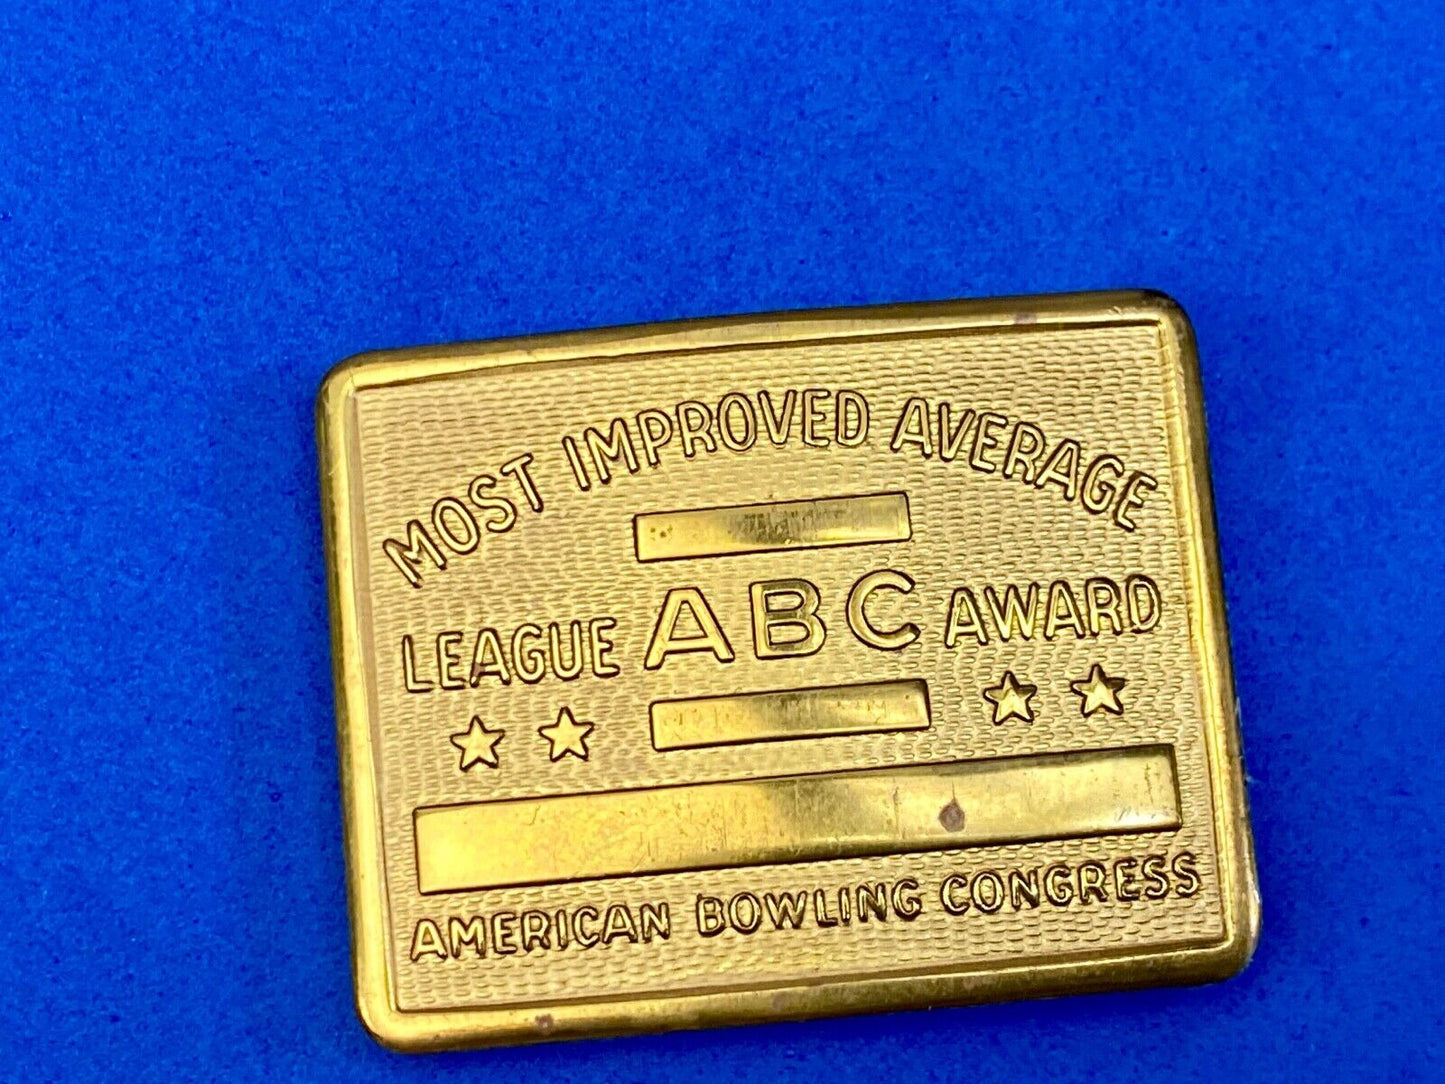 MOST IMPROVED AVERAGE
LEAGUE ABC AWARD
AMERICAN BOWLING CONGRESS